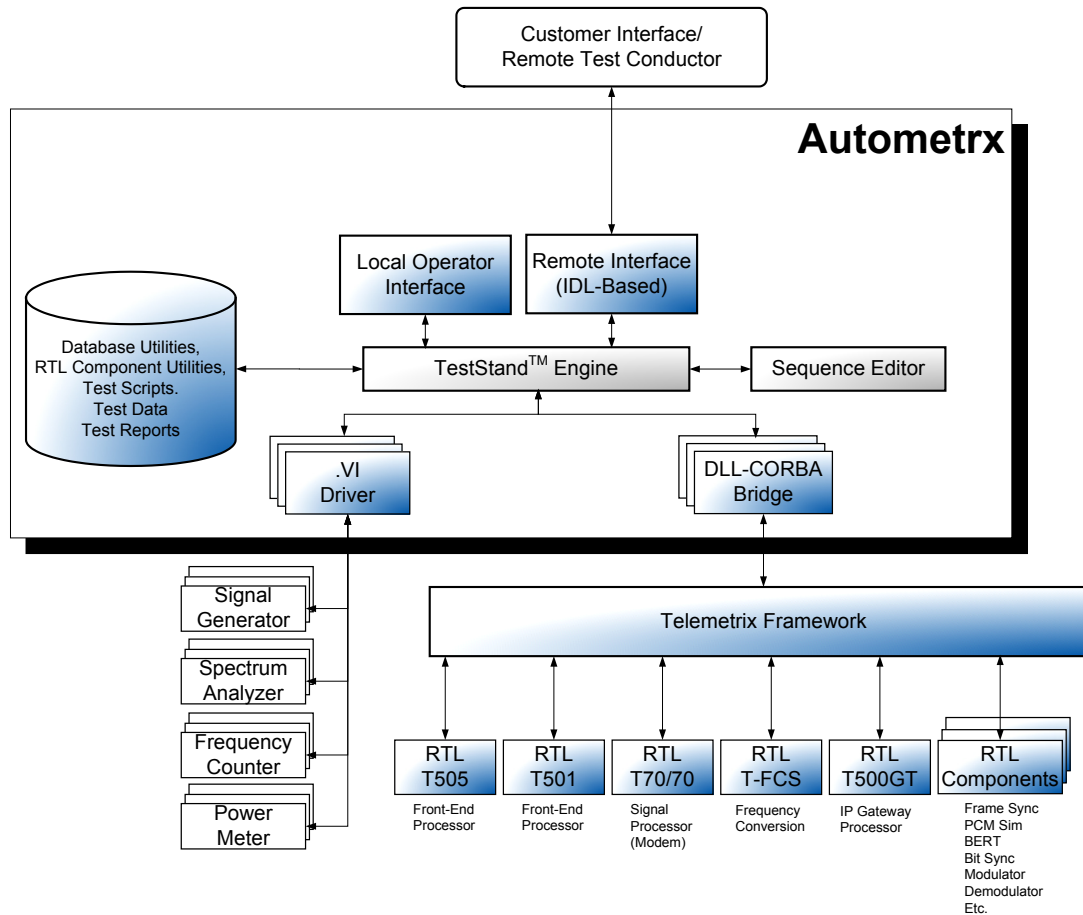 Customer Interface/
Remote Test Conductor
Autometrx
Local Operator
Interface
Remote Interface
(IDL-Based)
Database Utilities,
RTL Component Utilities,
Test Scripts.
Test Data
Test Reports
TestStand™ Engine
Sequence Editor
.VI
Driver
DLL-CORBA
Bridge
Signal
Generator
Spectrum
Analyzer
Frequency
Counter
Power
Meter
Telemetrix Framework
RTL
T505
Front-End
Processor
RTL
T501
Front-End
Processor
RTL
T70/70
Signal
Processor
(Modem)
RTL
T-FCS
Frequency
Conversion
RTL
T500GT
IP Gateway
Processor
RTL
Components
Frame Sync
PCM Sim
BERT
Bit Sync
Modulator
Demodulator
Etc.